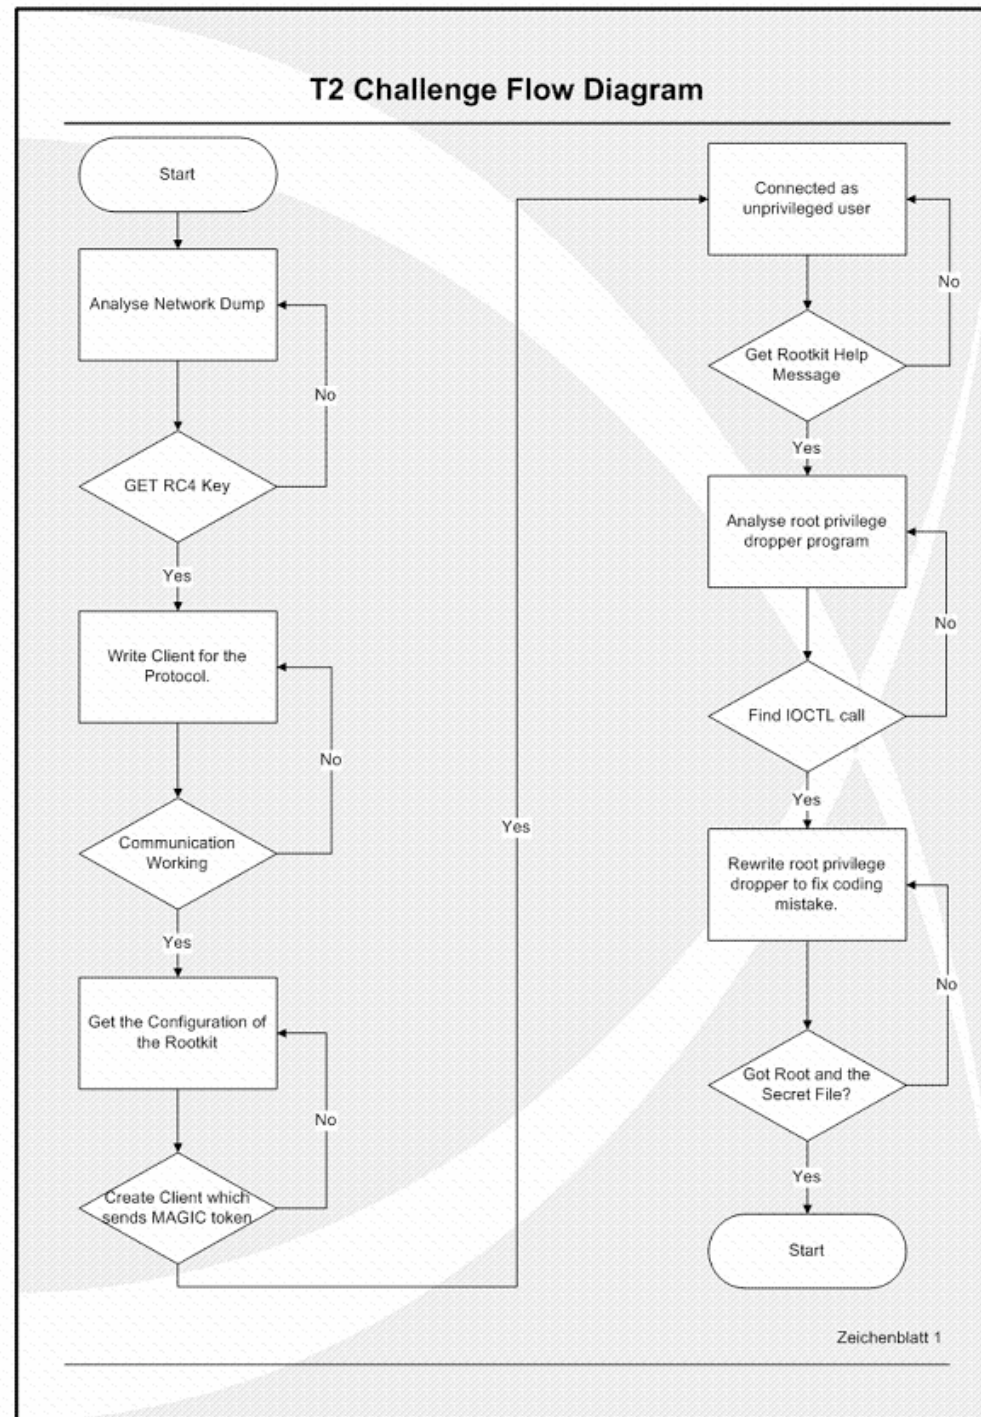 T2 Challenge Flow Diagram
Start
Analyse Network Dump
No
GET RC4 Key
Yes
Write Client for the
Protocol.
No
Communication
Working
Yes
Get the Configuration of
the Rootkit
No
Create Client which
sends MAGIC token
Yes
Connected as
unprivileged user
No
Get Rootkit Help
Message
Yes
Analyse root privilege
dropper program
No
Find IOCTL call
Yes
Rewrite root privilege
dropper to fix coding
mistake.
No
Got Root and the
Secret File?
Yes
Start
Zeichenblatt 1